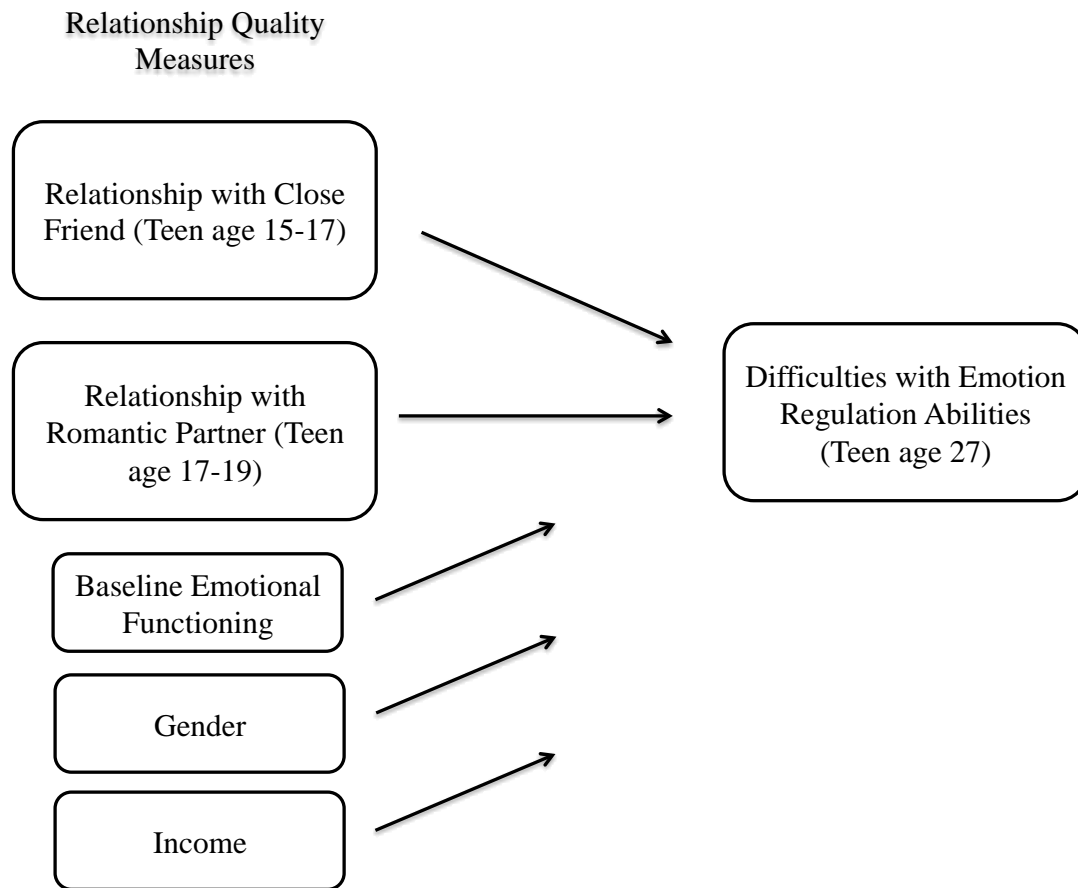 Relationship Quality
Measures
Relationship with Close
Friend (Teen age 15-17)
Relationship with
Romantic Partner (Teen
age 17-19)
Difficulties with Emotion
Regulation Abilities
(Teen age 27)
Baseline Emotional
Functioning
Gender
Income